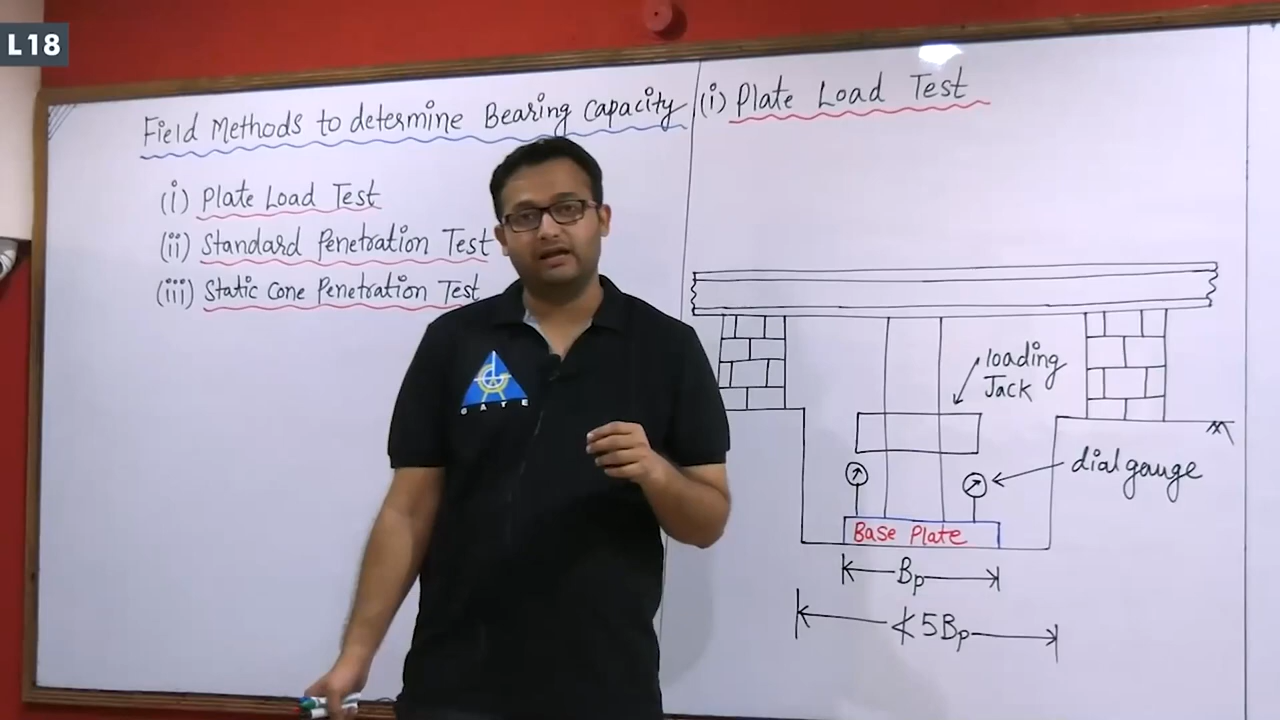 L18
Field Methods to determine Bearing Capacity
(i) Plate Load Test
(ii) Standard Penetration Test
(iii) Static Cone Penetration Test
GATE
(i) Plate Load Test
loading
Jack
dial gauge
Base Plate
Bp
≮ 5Bp